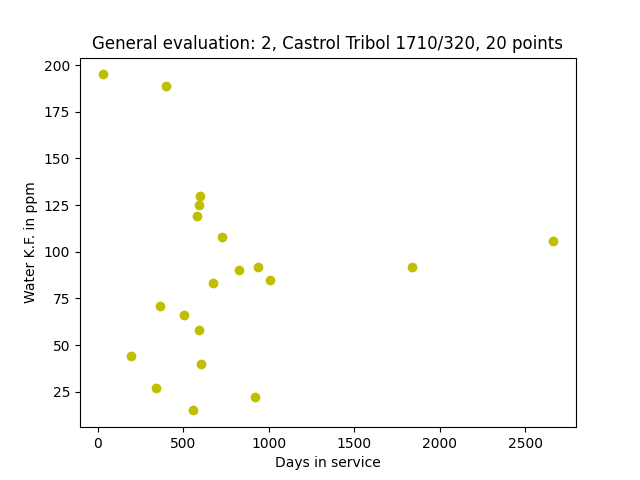 General evaluation: 2, Castrol Tribol 1710/320, 20 points
200
175
150
125
100
75
50
25
Water K.F. in ppm
0 500 1000 1500 2000 2500
Days in service